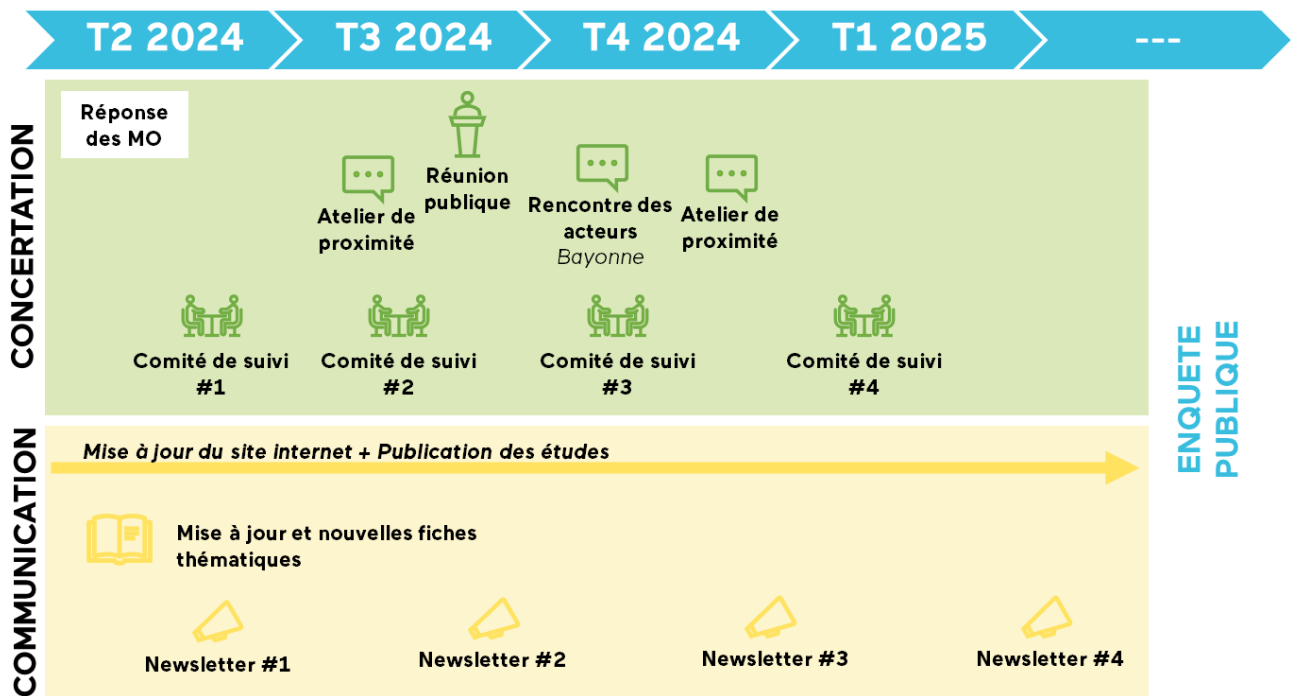 T2 2024
T3 2024
T4 2024
T1 2025
---
CONCERTATION
Réponse
des MO
Atelier de
proximité
Réunion
publique
Rencontre des
acteurs
Bayonne
Atelier de
proximité
Comité de suivi
#1
Comité de suivi
#2
Comité de suivi
#3
Comité de suivi
#4
COMMUNICATION
Mise à jour du site internet + Publication des études
Mise à jour et nouvelles fiches
thématiques
Newsletter #1
Newsletter #2
Newsletter #3
Newsletter #4
ENQUETE
PUBLIQUE